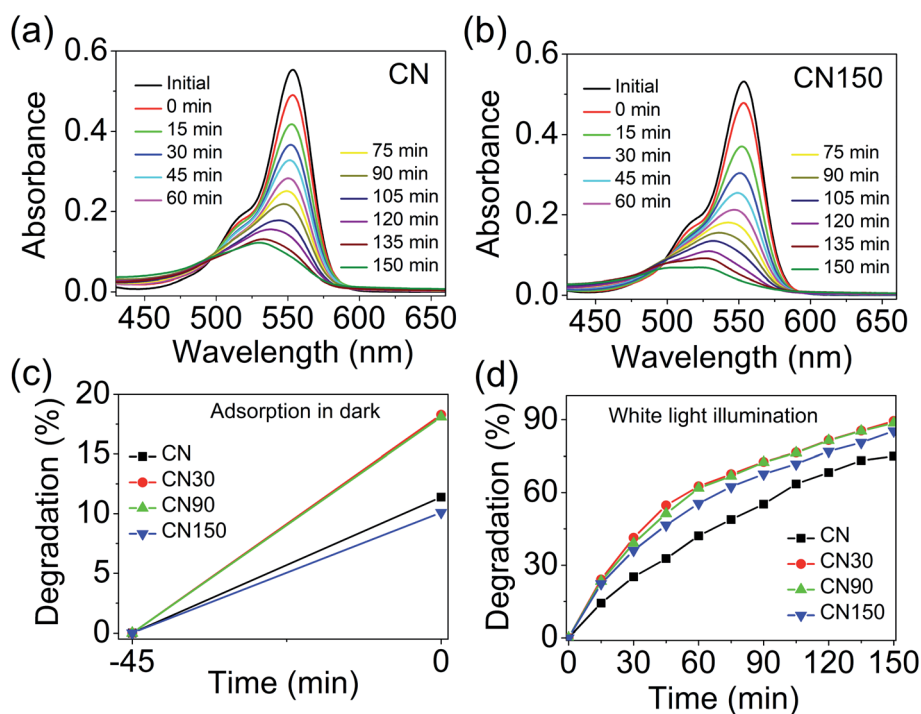 (a)
0.6
0.4
0.2
0.0
Absorbance
CN
Initial
0 min
15 min
30 min
45 min
60 min
75 min
90 min
105 min
120 min
135 min
150 min
450 500 550 600 650
Wavelength (nm)
(b)
0.6
0.4
0.2
0.0
Absorbance
CN150
Initial
0 min
15 min
30 min
45 min
60 min
75 min
90 min
105 min
120 min
135 min
150 min
450 500 550 600 650
Wavelength (nm)
(c)
20
15
10
5
0
Degradation (%)
Adsorption in dark
CN
CN30
CN90
CN150
-45 0
Time (min)
(d)
90
60
30
0
Degradation (%)
White light illumination
CN
CN30
CN90
CN150
0 30 60 90 120 150
Time (min)